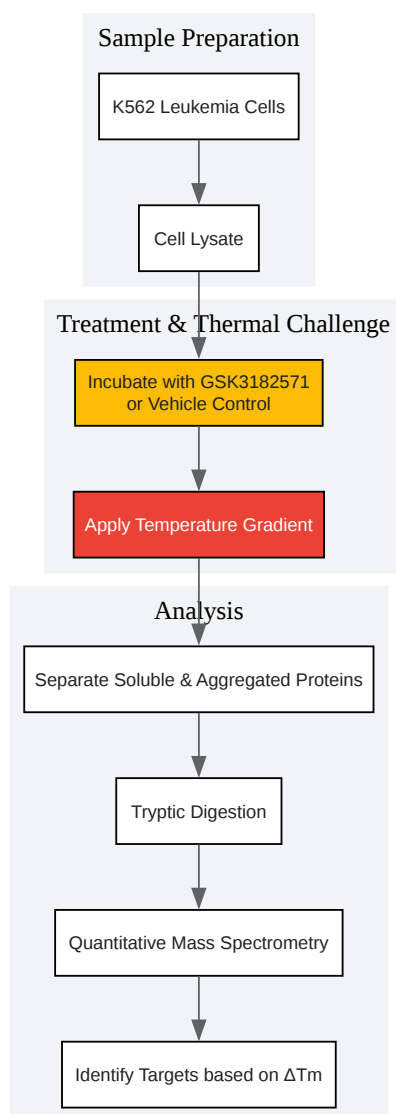 Sample Preparation
K562 Leukemia Cells
Cell Lysate
Treatment & Thermal Challenge
Incubate with GSK3182571
or Vehicle Control
Apply Temperature Gradient
Analysis
Separate Soluble & Aggregated Proteins
Tryptic Digestion
Quantitative Mass Spectrometry
Identify Targets based on ΔTm